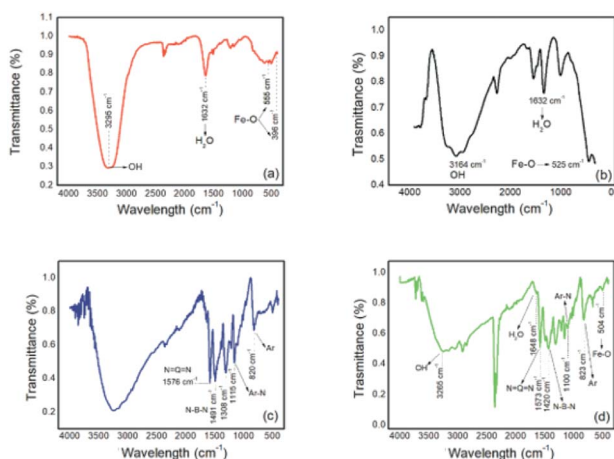 1.1
1.0
0.9
0.8
0.7
0.6
0.5
0.4
0.3
0.2
Transmittance (%)
3295 cm⁻¹
OH
1632 cm⁻¹
H₂O
Fe-O
555 cm⁻¹
396 cm⁻¹
(a)
4000 3500 3000 2500 2000 1500 1000 500
Wavelength (cm⁻¹)
1.0
0.9
0.8
0.7
0.6
0.5
0.4
Transmittance (%)
1632 cm⁻¹
H₂O
3164 cm⁻¹
OH
Fe-O 525 cm⁻¹
(b)
4000 3000 2000 1000 0
Wavelength (cm⁻¹)
1.0
0.8
0.6
0.4
0.2
Transmittance (%)
N=Q=N
1576 cm⁻¹
N-B-N
1491 cm⁻¹
1308 cm⁻¹
1115 cm⁻¹
Ar-N
820 cm⁻¹
Ar
(c)
4000 3500 3000 2500 2000 1500 1000 500
Wavelength (cm⁻¹)
1.0
0.8
0.6
0.4
0.2
0.0
Trasmittance (%)
OH
3265 cm⁻¹
H₂O
1648 cm⁻¹
N=Q=N
1573 cm⁻¹
1420 cm⁻¹
N-B-N
Ar-N
1100 cm⁻¹
823 cm⁻¹
Ar
504 cm⁻¹
Fe-O
(d)
4000 3500 3000 2500 2000 1500 1000 500
Wavelength (cm⁻¹)